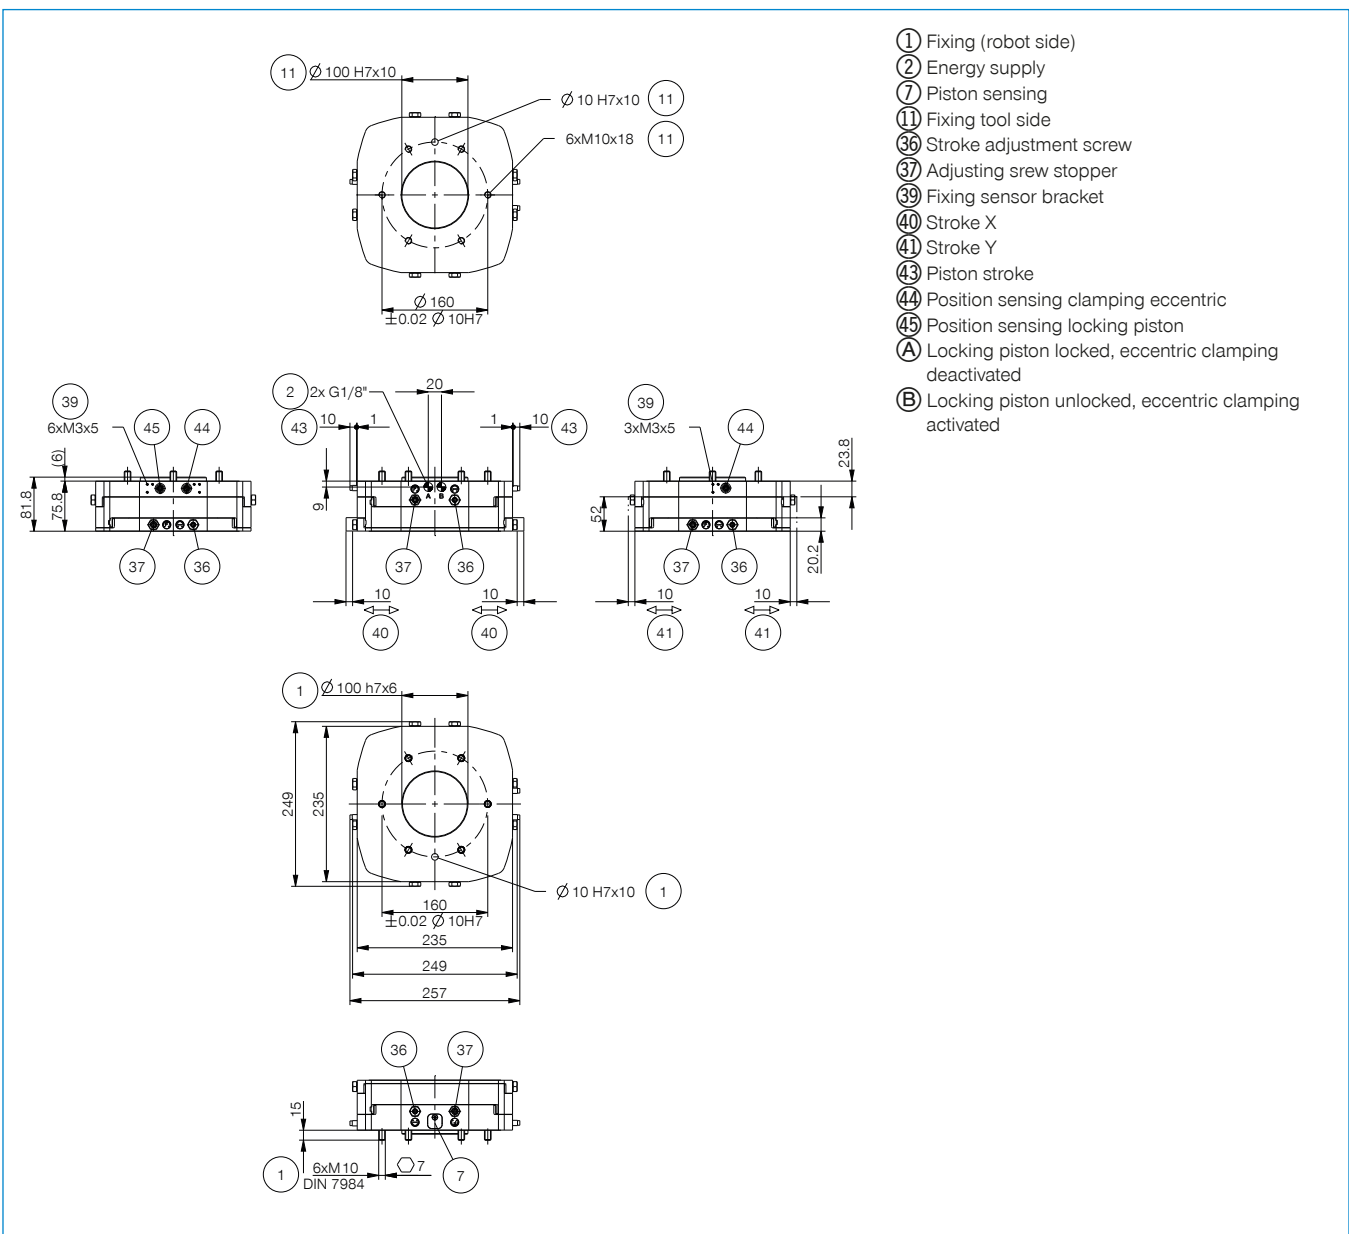 ① Fixing (robot side)
② Energy supply
⑦ Piston sensing
⑪ Fixing tool side
㊱ Stroke adjustment screw
㊲ Adjusting srew stopper
㊴ Fixing sensor bracket
㊵ Stroke X
㊶ Stroke Y
㊸ Piston stroke
㊹ Position sensing clamping eccentric
㊺ Position sensing locking piston
Ⓐ Locking piston locked, eccentric clamping
deactivated
Ⓑ Locking piston unlocked, eccentric clamping
activated
11 Ø 100 H7x10
Ø 10 H7x10 11
6xM10x18 11
Ø 160
±0.02 Ø 10H7
39
6xM3x5 45 44
(6)
81.8
75.8
37 36
2 2x G1/8" 20
43 10 1
1 10 43
9
A B
37 36
10 10
40 40
39
3xM3x5 44
23.8
52
20.2
37 36
10 10
41 41
1 Ø 100 h7x6
249
235
Ø 10 H7x10 1
160
±0.02 Ø 10H7
235
249
257
36 37
15
1 6xM10
DIN 7984
7
7